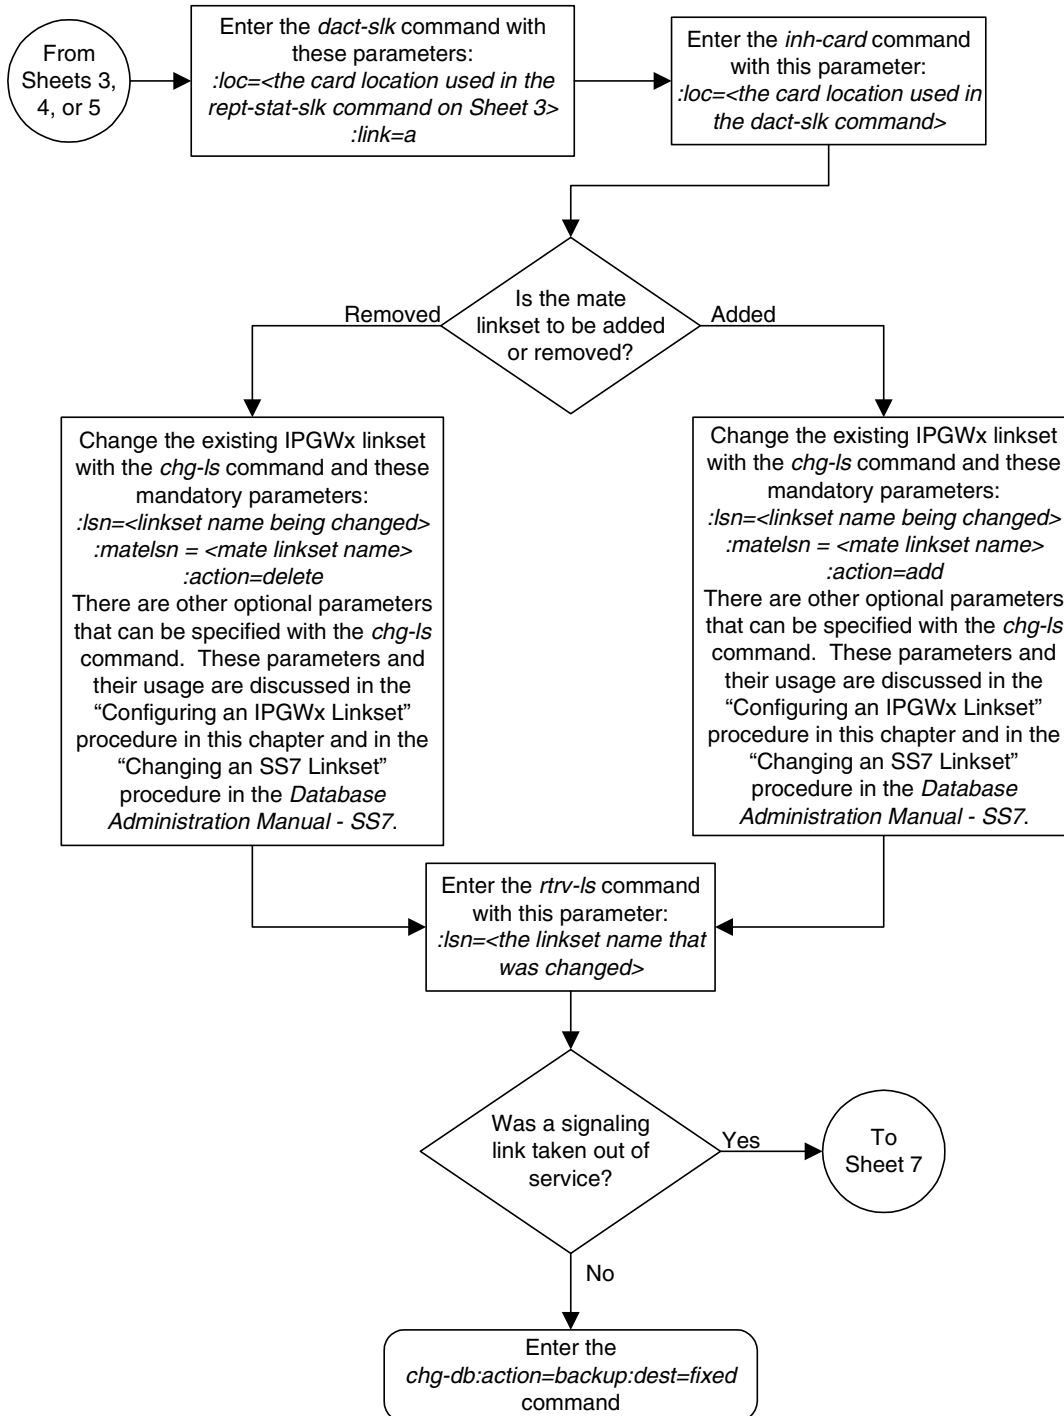 From
Sheets 3,
4, or 5
Enter the dact-slk command with
these parameters:
:loc=<the card location used in the
rept-stat-slk command on Sheet 3>
:link=a
Enter the inh-card command
with this parameter:
:loc=<the card location used in
the dact-slk command>
Is the mate
linkset to be added
or removed?
Removed
Added
Change the existing IPGWx linkset
with the chg-ls command and these
mandatory parameters:
:lsn=<linkset name being changed>
:matelsn = <mate linkset name>
:action=delete
There are other optional parameters
that can be specified with the chg-ls
command.  These parameters and
their usage are discussed in the
“Configuring an IPGWx Linkset”
procedure in this chapter and in the
“Changing an SS7 Linkset”
procedure in the Database
Administration Manual - SS7.
Change the existing IPGWx linkset
with the chg-ls command and these
mandatory parameters:
:lsn=<linkset name being changed>
:matelsn = <mate linkset name>
:action=add
There are other optional parameters
that can be specified with the chg-ls
command.  These parameters and
their usage are discussed in the
“Configuring an IPGWx Linkset”
procedure in this chapter and in the
“Changing an SS7 Linkset”
procedure in the Database
Administration Manual - SS7.
Enter the rtrv-ls command
with this parameter:
:lsn=<the linkset name that
was changed>
Was a signaling
link taken out of
service?
Yes
To
Sheet 7
No
Enter the
chg-db:action=backup:dest=fixed
command